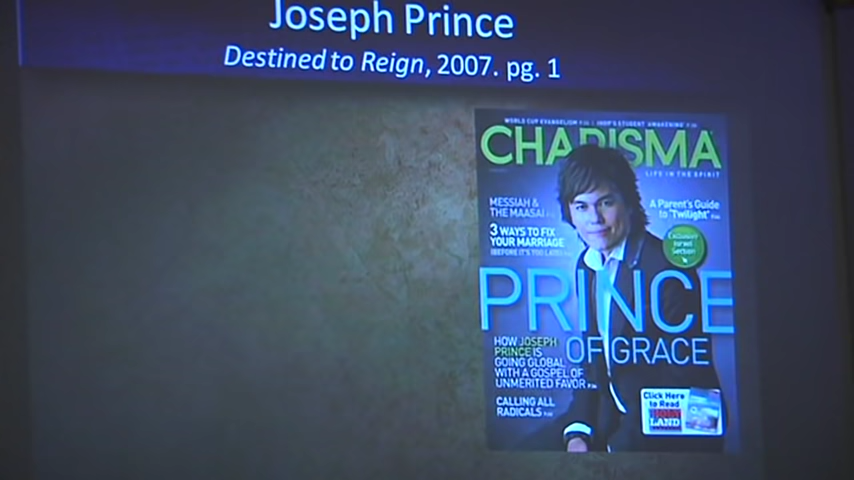 Joseph Prince
Destined to Reign, 2007. pg. 1
WORLD CUP EVANGELISM
CHARISMA
LIFE IN THE SPIRIT
MESSIAH &
THE MAASAI
A Parent's Guide
to "Twilight"
3 WAYS TO FIX
YOUR MARRIAGE
(BEFORE IT'S TOO LATE)
Exclusive
Israel
Section
PRINCE
OF GRACE
HOW JOSEPH
PRINCE IS
GOING GLOBAL
WITH A GOSPEL OF
UNMERITED FAVOR
CALLING ALL
RADICALS
Click Here
to Read
HOLY
LAND